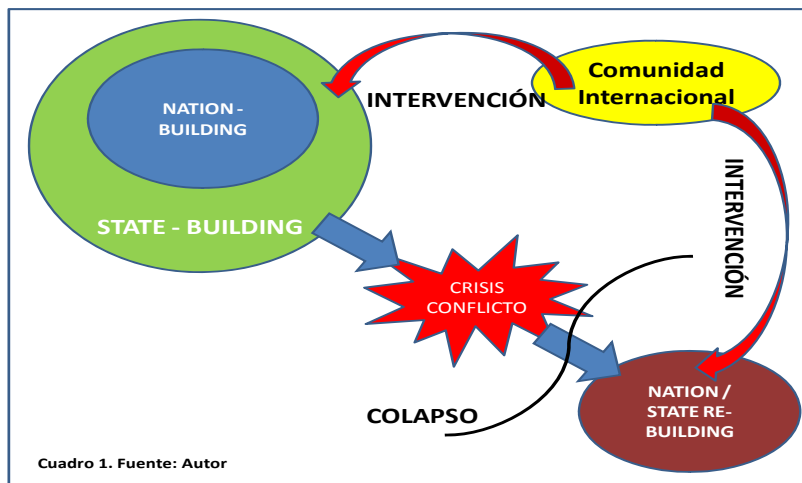 Comunidad
Internacional
INTERVENCIÓN
NATION -
BUILDING
STATE - BUILDING
INTERVENCIÓN
CRISIS
CONFLICTO
COLAPSO
NATION /
STATE RE-
BUILDING
Cuadro 1. Fuente: Autor